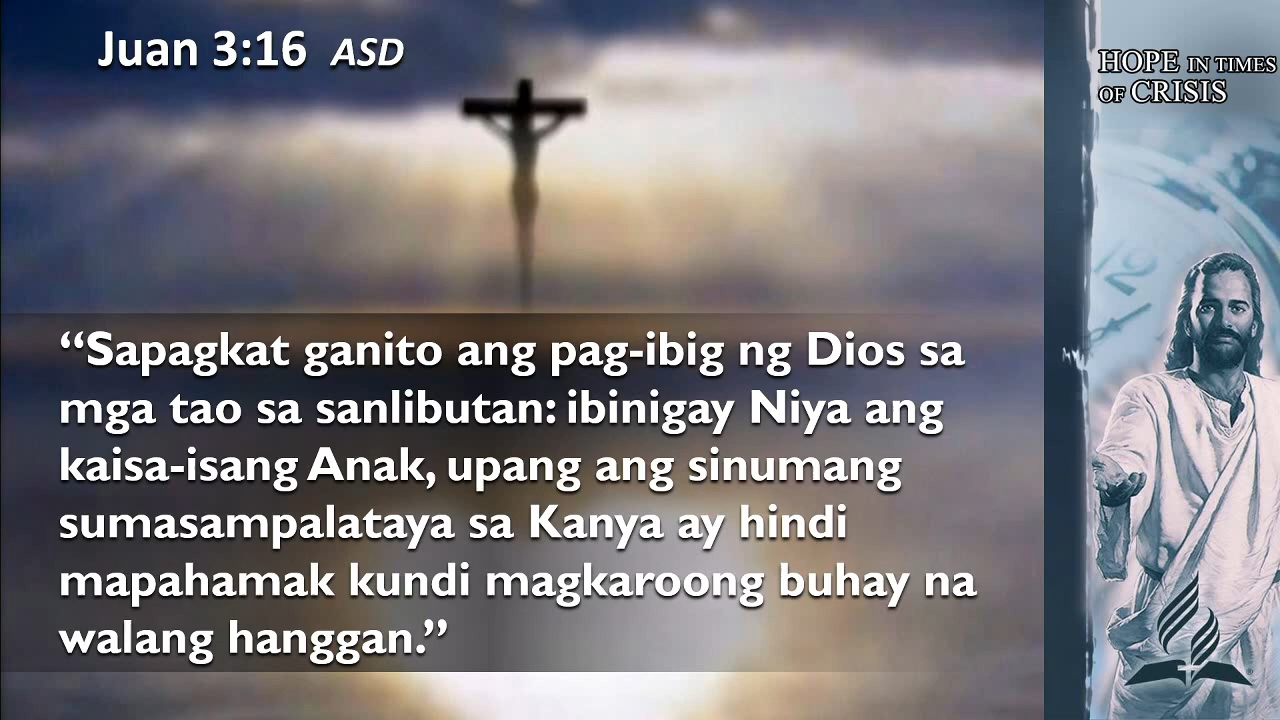 Juan 3:16 ASD
HOPE IN TIMES
OF CRISIS
“Sapagkat ganito ang pag-ibig ng Dios sa
mga tao sa sanlibutan: ibinigay Niya ang
kaisa-isang Anak, upang ang sinumang
sumasampalataya sa Kanya ay hindi
mapahamak kundi magkaroong buhay na
walang hanggan.”
12